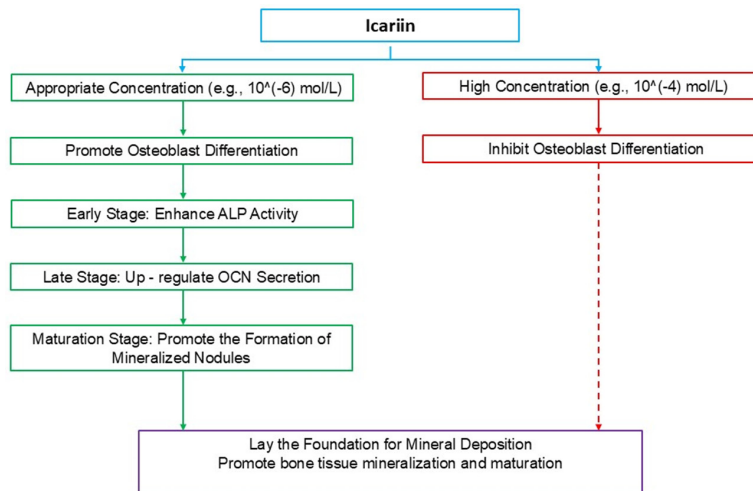 Icariin
Appropriate Concentration (e.g., 10^(-6) mol/L)
High Concentration (e.g., 10^(-4) mol/L)
Promote Osteoblast Differentiation
Inhibit Osteoblast Differentiation
Early Stage: Enhance ALP Activity
Late Stage: Up - regulate OCN Secretion
Maturation Stage: Promote the Formation of
Mineralized Nodules
Lay the Foundation for Mineral Deposition
Promote bone tissue mineralization and maturation